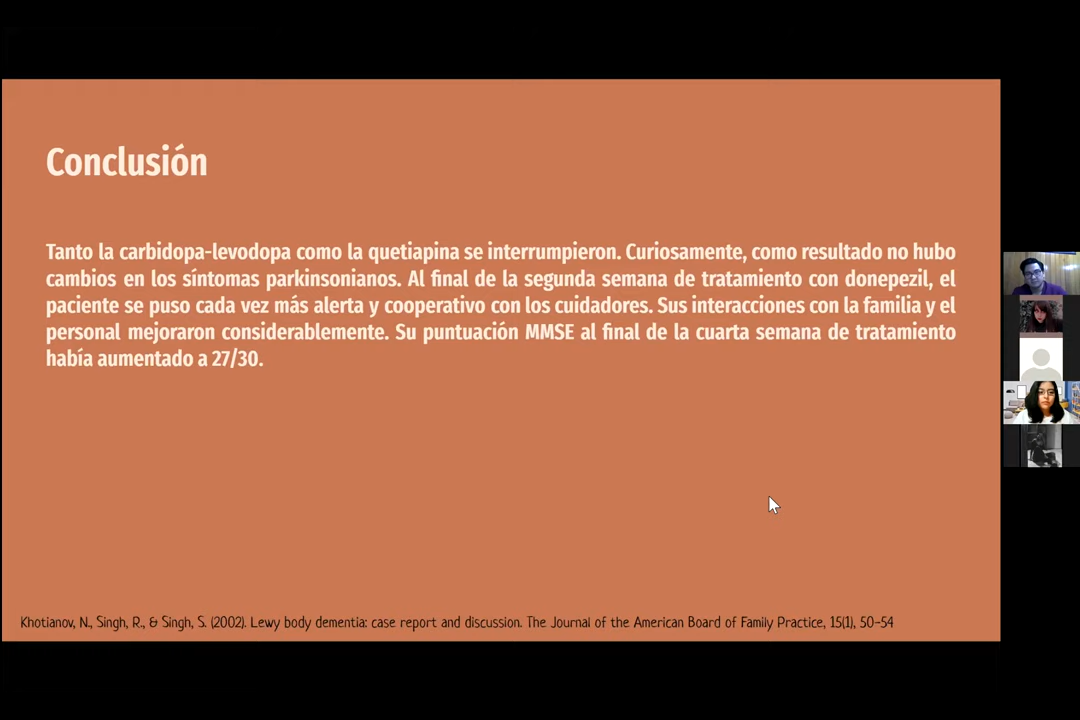 Conclusión
Tanto la carbidopa-levodopa como la quetiapina se interrumpieron. Curiosamente, como resultado no hubo
cambios en los síntomas parkinsonianos. Al final de la segunda semana de tratamiento con donepezil, el
paciente se puso cada vez más alerta y cooperativo con los cuidadores. Sus interacciones con la familia y el
personal mejoraron considerablemente. Su puntuación MMSE al final de la cuarta semana de tratamiento
había aumentado a 27/30.
Khotianov, N., Singh, R., & Singh, S. (2002). Lewy body dementia: case report and discussion. The Journal of the American Board of Family Practice, 15(1), 50-54